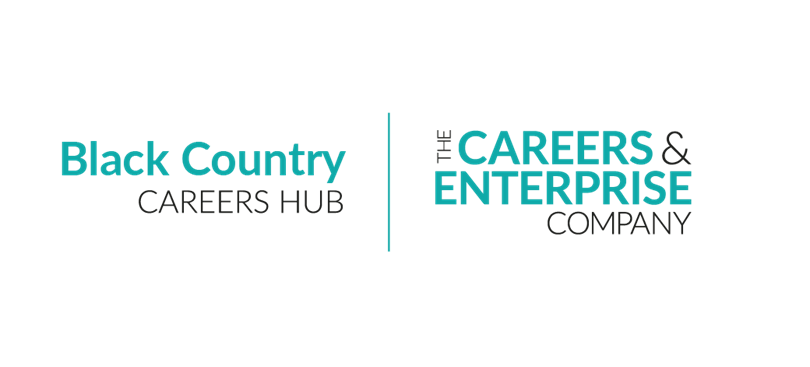 Black Country
CAREERS HUB
THE CAREERS &
ENTERPRISE
COMPANY